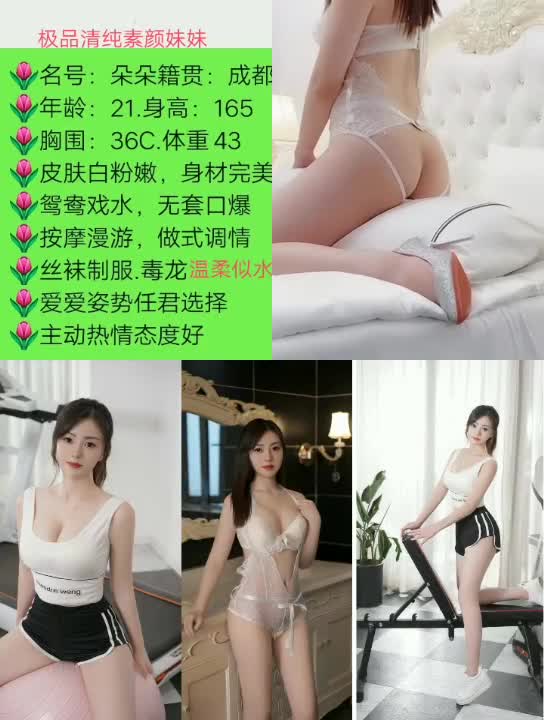 极品清纯素颜妹妹
名号：朵朵籍贯：成都
年龄：21.身高：165
胸围：36C.体重 43
皮肤白粉嫩，身材完美
鸳鸯戏水，无套口爆
按摩漫游，做式调情
丝袜制服.毒龙 温柔似水
爱爱姿势任君选择
主动热情态度好